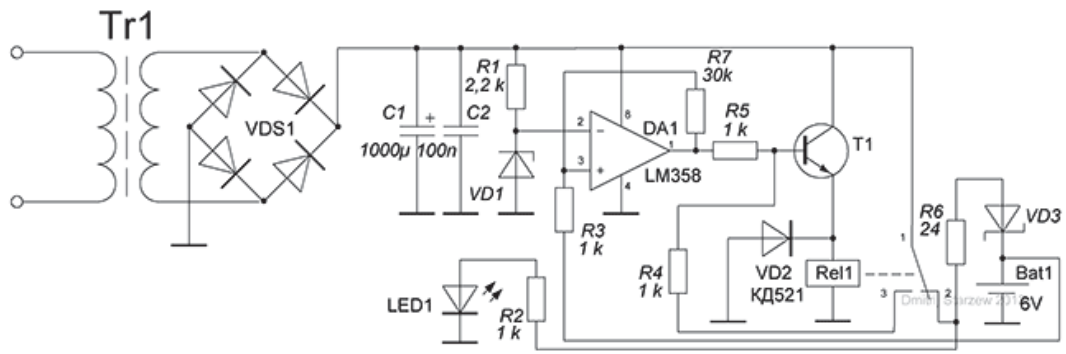 Tr1
VDS1
C1
+
1000µ
C2
100n
R1
2,2 k
VD1
2
−
3
+
8
4
1
DA1
LM358
R7
30k
R5
1 k
T1
R3
1 k
R4
1 k
VD2
КД521
Rel1
1
3
2
R6
24
VD3
Bat1
6V
LED1
R2
1 k
Starzew